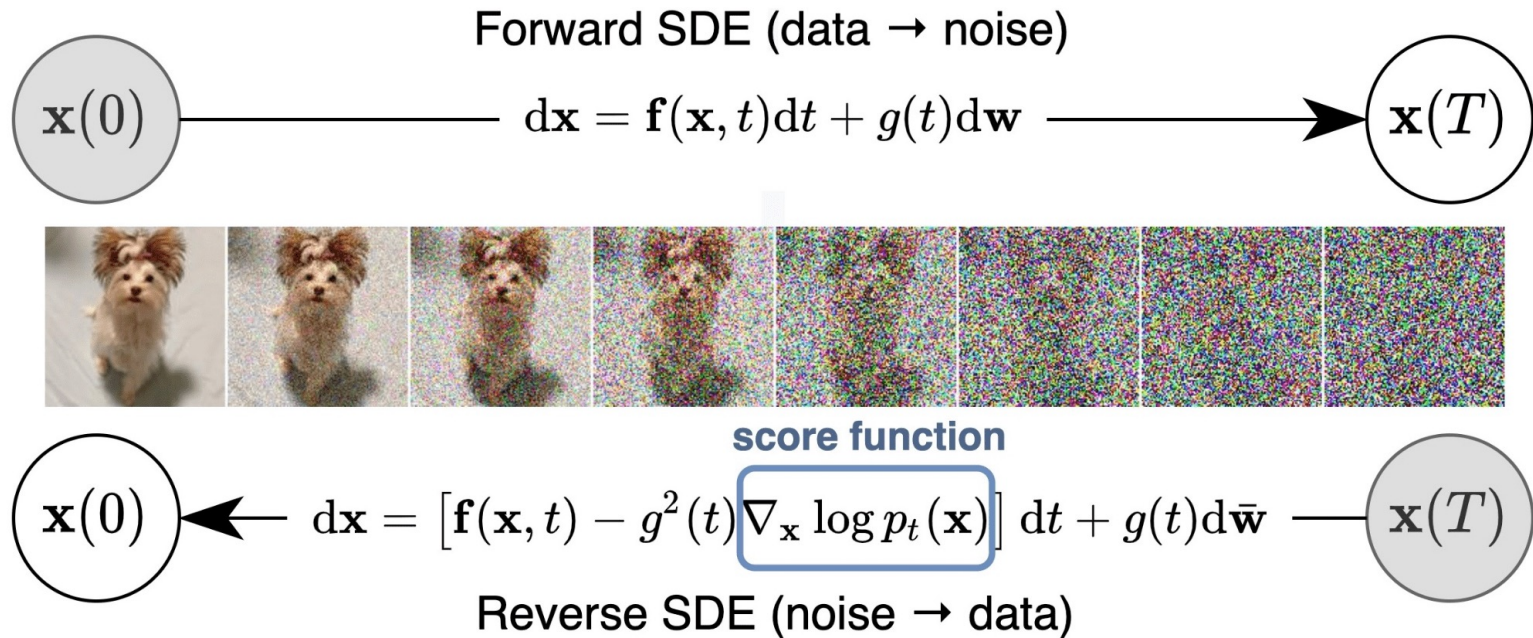 Forward SDE (data → noise)
𝐱(0) d𝐱 = 𝐟(𝐱, t)dt + g(t)d𝐰 𝐱(T)
score function
𝐱(0) d𝐱 = [𝐟(𝐱, t) − g²(t)∇𝐱 log pₜ(𝐱)] dt + g(t)d𝐰̄ 𝐱(T)
Reverse SDE (noise → data)